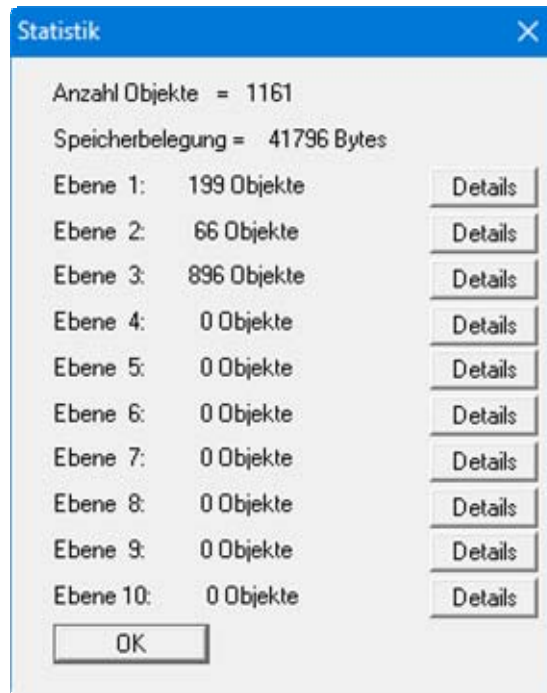 Statistik
Anzahl Objekte = 1161
Speicherbelegung = 41796 Bytes
Ebene 1: 199 Objekte Details
Ebene 2: 66 Objekte Details
Ebene 3: 896 Objekte Details
Ebene 4: 0 Objekte Details
Ebene 5: 0 Objekte Details
Ebene 6: 0 Objekte Details
Ebene 7: 0 Objekte Details
Ebene 8: 0 Objekte Details
Ebene 9: 0 Objekte Details
Ebene 10: 0 Objekte Details
OK